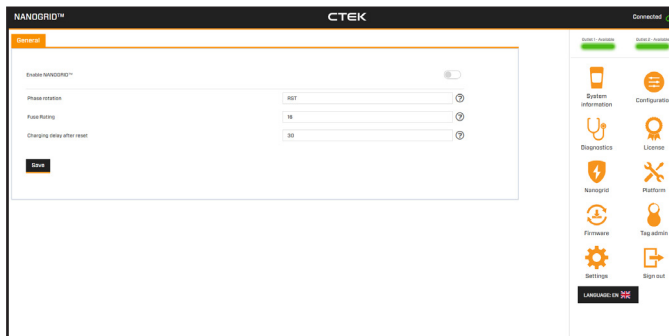 NANOGRID™
CTEK
Connected
General
Outlet 1 - Available
Outlet 2 - Available
Enable NANOGRID™
Phase rotation
RST
Fuse Rating
16
Charging delay after reset
30
Save
System information
Configuratio
Diagnostics
License
Nanogrid
Platform
Firmware
Tag admin
Settings
Sign out
LANGUAGE: EN